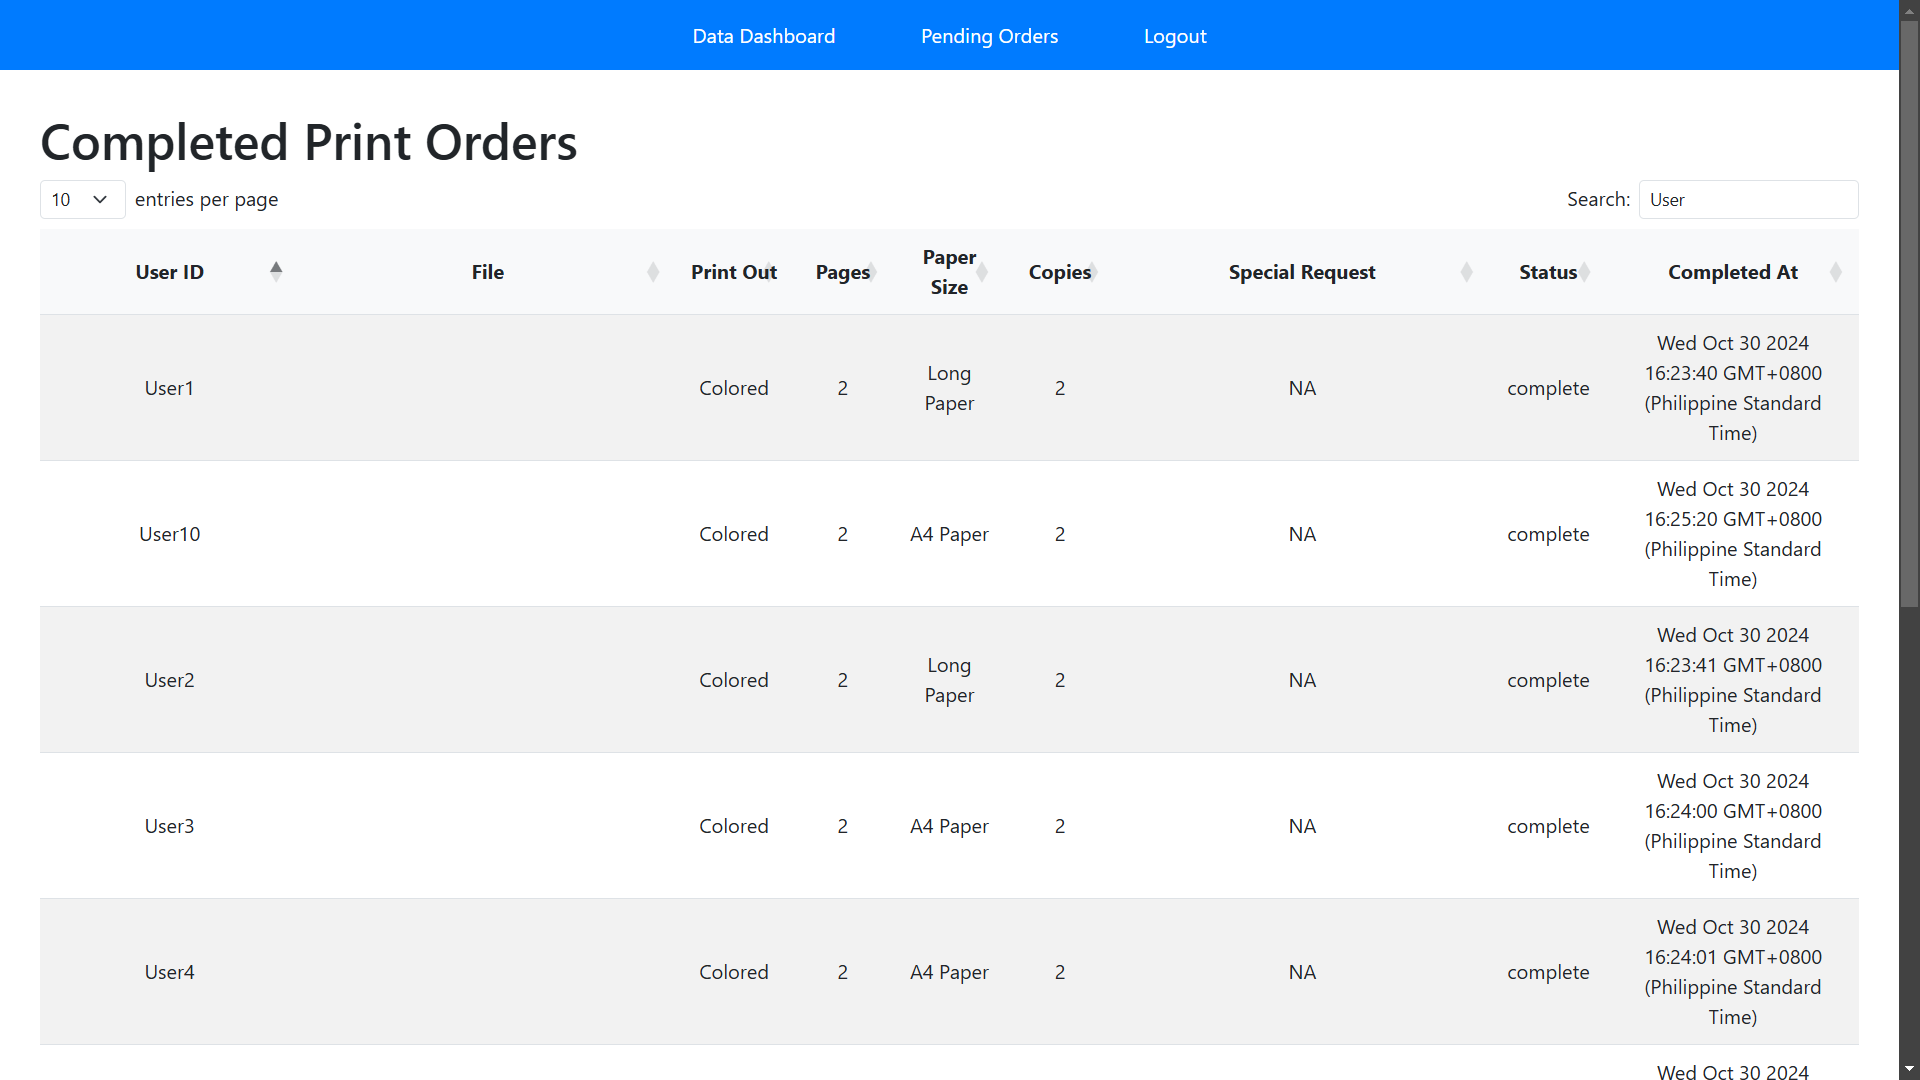 Data Dashboard Pending Orders Logout
Completed Print Orders
10 entries per page Search: User
User ID File Print Out Pages Paper Size Copies Special Request Status Completed At
User1 Colored 2 Long Paper 2 NA complete Wed Oct 30 2024 16:23:40 GMT+0800 (Philippine Standard Time)
User10 Colored 2 A4 Paper 2 NA complete Wed Oct 30 2024 16:25:20 GMT+0800 (Philippine Standard Time)
User2 Colored 2 Long Paper 2 NA complete Wed Oct 30 2024 16:23:41 GMT+0800 (Philippine Standard Time)
User3 Colored 2 A4 Paper 2 NA complete Wed Oct 30 2024 16:24:00 GMT+0800 (Philippine Standard Time)
User4 Colored 2 A4 Paper 2 NA complete Wed Oct 30 2024 16:24:01 GMT+0800 (Philippine Standard Time)
Wed Oct 30 2024